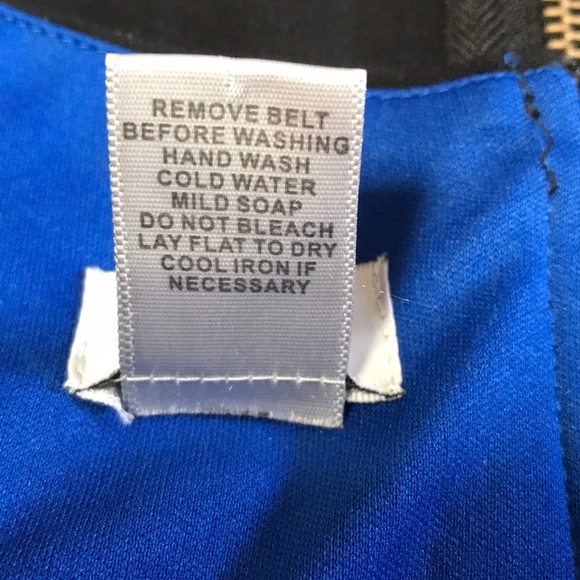 REMOVE BELT
BEFORE WASHING
HAND WASH
COLD WATER
MILD SOAP
DO NOT BLEACH
LAY FLAT TO DRY
COOL IRON IF
NECESSARY